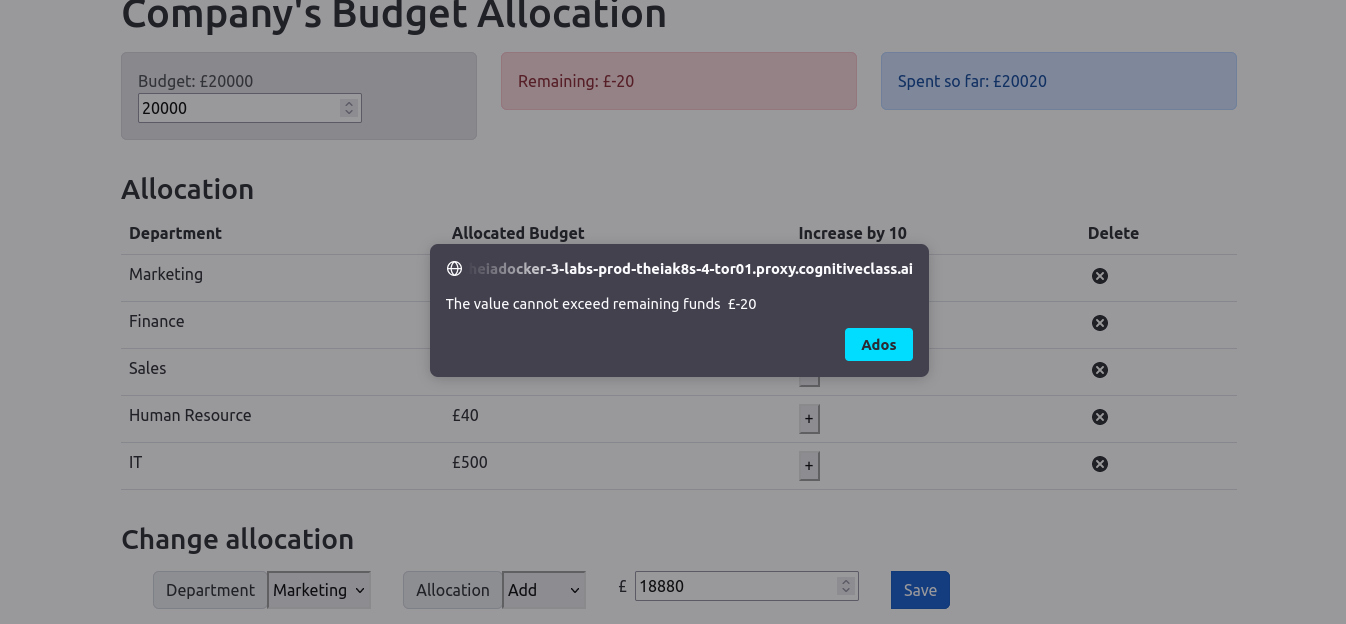 Company's Budget Allocation
Budget: £20000
20000
Remaining: £-20
Spent so far: £20020
Allocation
Department Allocated Budget Increase by 10 Delete
heiadocker-3-labs-prod-theiak8s-4-tor01.proxy.cognitiveclass.ai
The value cannot exceed remaining funds £-20
Ados
Marketing
Finance
Sales
Human Resource £40 +
IT £500 +
Change allocation
Department Marketing Allocation Add £ 18880 Save